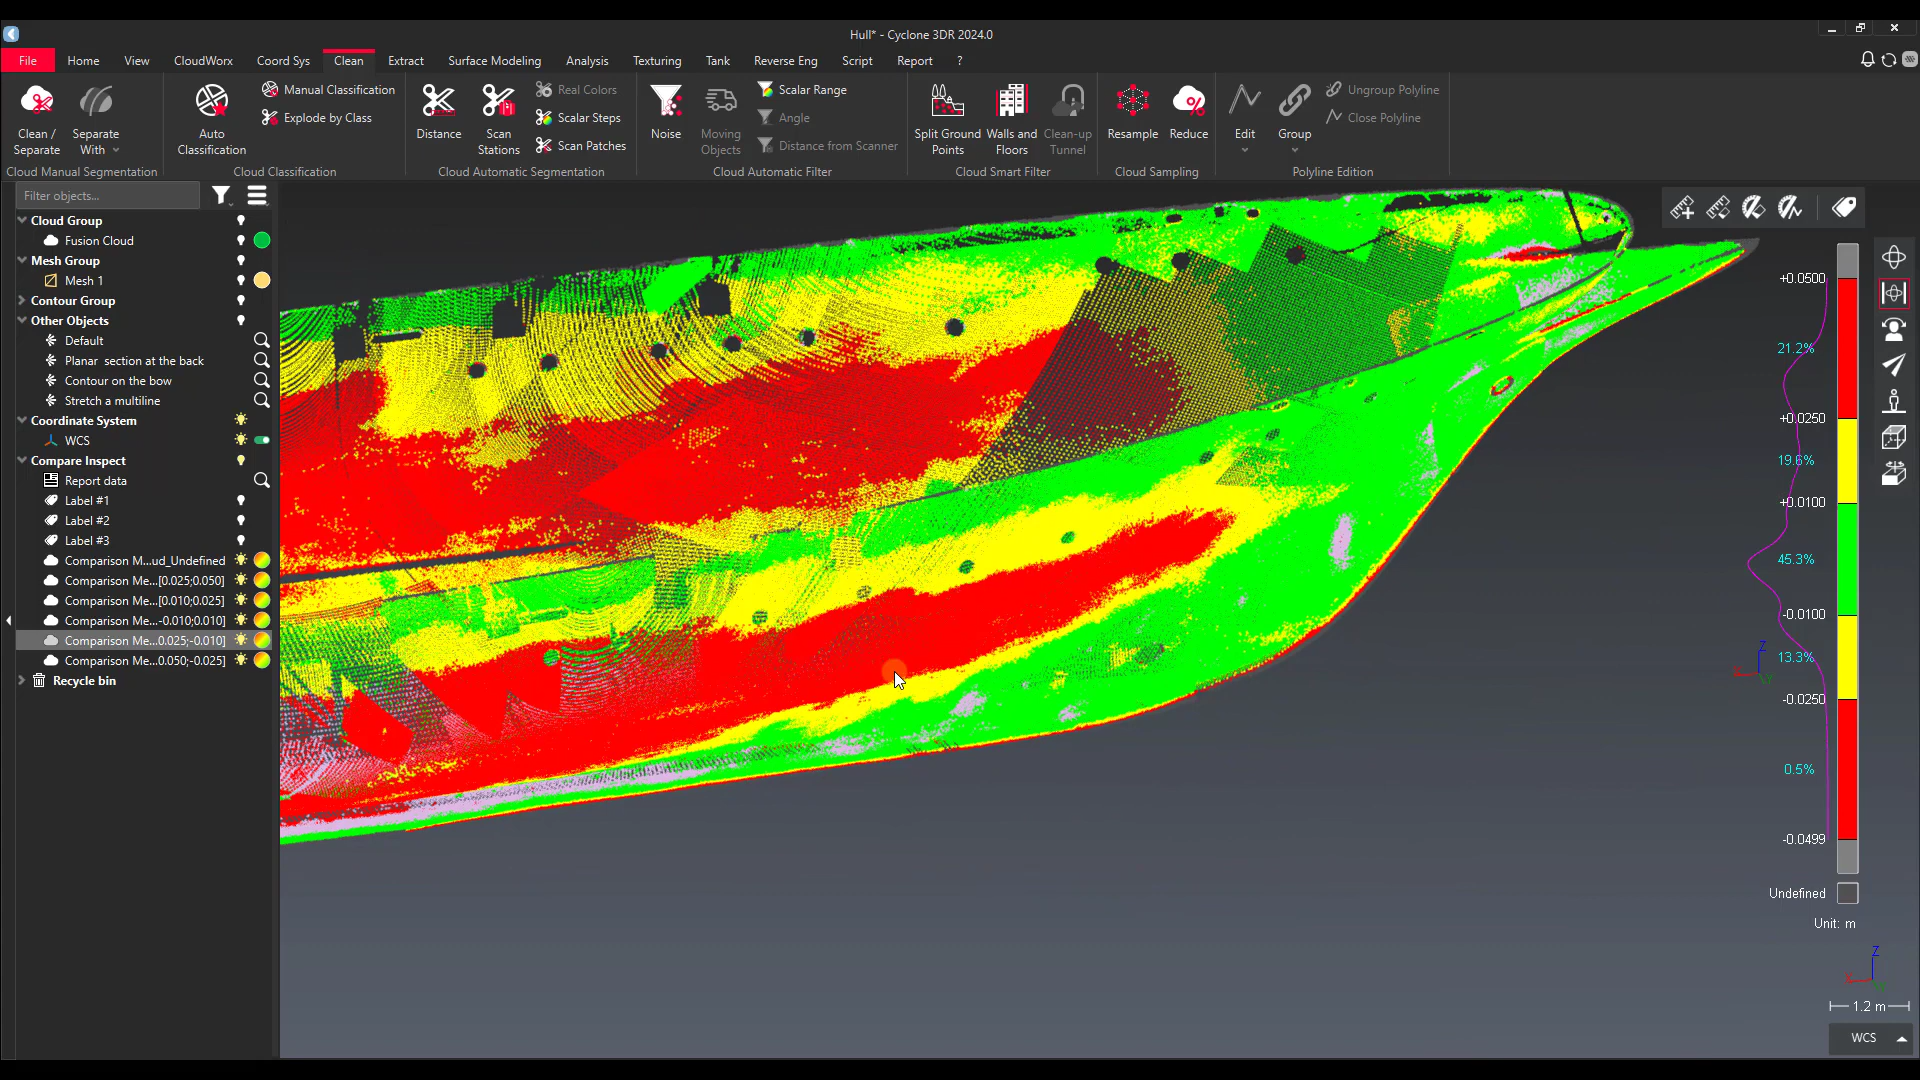 Hull* - Cyclone 3DR 2024.0
File Home View CloudWorx Coord Sys Clean Extract Surface Modeling Analysis Texturing Tank Reverse Eng Script Report ?
Clean / Separate
Separate With
Cloud Manual Segmentation
Auto Classification
Manual Classification
Explode by Class
Cloud Classification
Distance
Scan Stations
Real Colors
Scalar Steps
Scan Patches
Cloud Automatic Segmentation
Noise
Moving Objects
Scalar Range
Angle
Distance from Scanner
Cloud Automatic Filter
Split Ground Points
Walls and Floors
Clean-up Tunnel
Cloud Smart Filter
Resample
Reduce
Cloud Sampling
Edit
Group
Ungroup Polyline
Close Polyline
Polyline Edition
Filter objects...
Cloud Group
Fusion Cloud
Mesh Group
Mesh 1
Contour Group
Other Objects
Default
Planar section at the back
Contour on the bow
Stretch a multiline
Coordinate System
WCS
Compare Inspect
Report data
Label #1
Label #2
Label #3
Comparison M...ud_Undefined
Comparison Me...[0.025;0.050]
Comparison Me...[0.010;0.025]
Comparison Me...-0.010;0.010]
Comparison Me...0.025;-0.010]
Comparison Me...0.050;-0.025]
Recycle bin
+0.0500
21.2%
+0.0250
19.6%
+0.0100
45.3%
-0.0100
13.3%
-0.0250
0.5%
-0.0499
Undefined
Unit: m
Z
Z
1.2 m
WCS